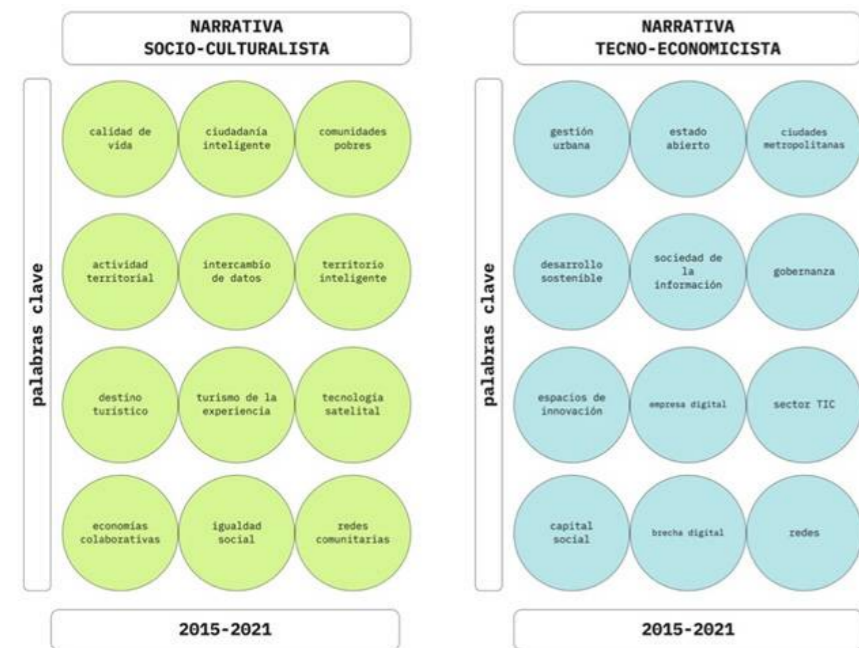 NARRATIVA
SOCIO-CULTURALISTA
palabras clave
calidad de
vida
ciudadanía
inteligente
comunidades
pobres
actividad
territorial
intercambio
de datos
territorio
inteligente
destino
turístico
turismo de la
experiencia
tecnología
satelital
economías
colaborativas
igualdad
social
redes
comunitarias
2015-2021
NARRATIVA
TECNO-ECONOMICISTA
palabras clave
gestión
urbana
estado
abierto
ciudades
metropolitanas
desarrollo
sostenible
sociedad de
la
información
gobernanza
espacios de
innovación
empresa digital
sector TIC
capital
social
brecha digital
redes
2015-2021